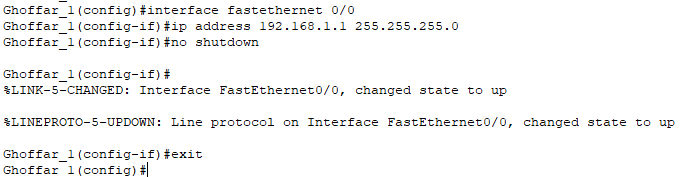 Ghoffar_1(config)#interface fastethernet 0/0
Ghoffar_1(config-if)#ip address 192.168.1.1 255.255.255.0
Ghoffar_1(config-if)#no shutdown
Ghoffar_1(config-if)#
%LINK-5-CHANGED: Interface FastEthernet0/0, changed state to up
%LINEPROTO-5-UPDOWN: Line protocol on Interface FastEthernet0/0, changed state to up
Ghoffar_1(config-if)#exit
Ghoffar_1(config)#